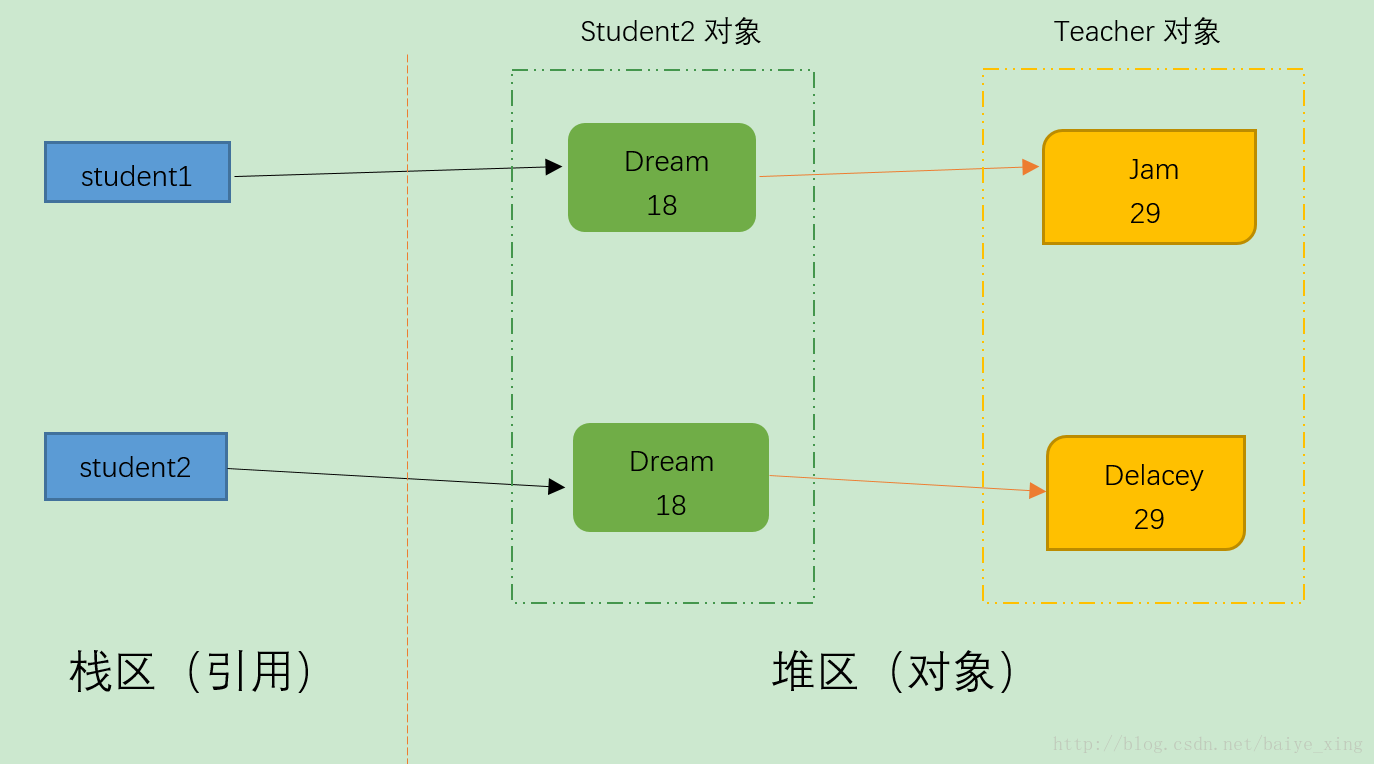 Student2 对象
Teacher 对象
student1
Dream
18
Jam
29
student2
Dream
18
Delacey
29
栈区（引用）
堆区（对象）
http://blog.csdn.net/baiye_xing